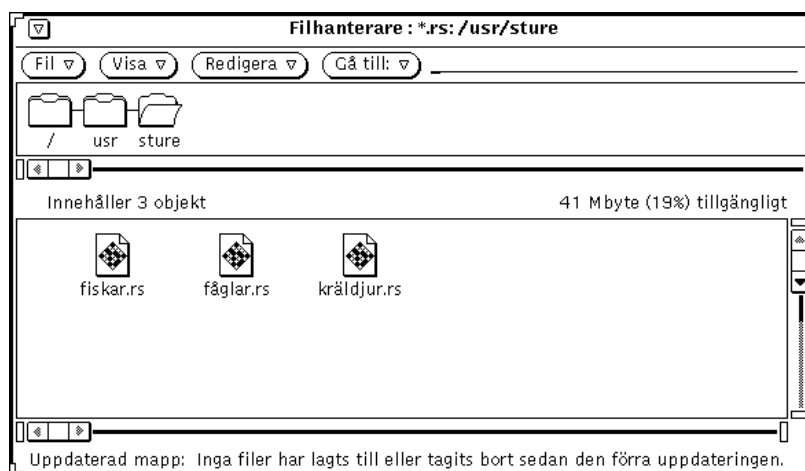 Filhanterare : *.rs: /usr/sture
Fil Visa Redigera Gå till:
/ usr sture
Innehåller 3 objekt 41 Mbyte (19%) tillgängligt
fiskar.rs fåglar.rs kräldjur.rs
Uppdaterad mapp: Inga filer har lagts till eller tagits bort sedan den förra uppdateringen.